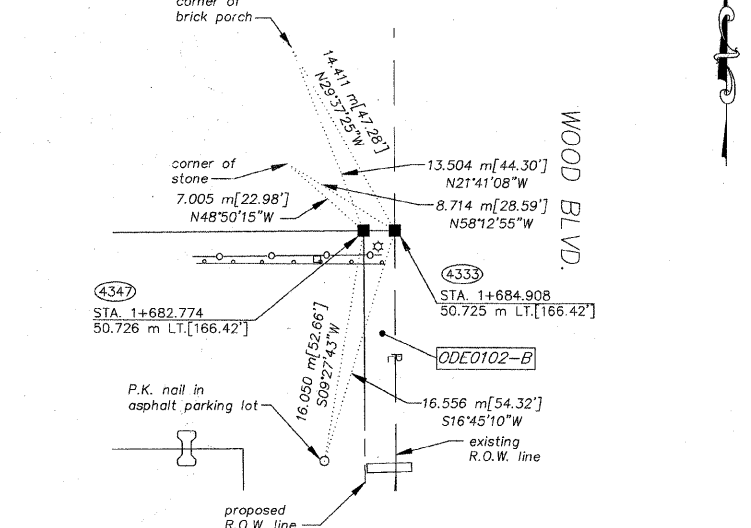 corner of
brick porch
14.411 m[47.28']
N29°37'25"W
WOOD BLVD.
corner of
stone
13.504 m[44.30']
N21°41'08"W
7.005 m[22.98']
N48°50'15"W
8.714 m[28.59']
N58°12'55"W
4347
STA. 1+682.774
50.726 m LT.[166.42']
4333
STA. 1+684.908
50.725 m LT.[166.42']
16.050 m[52.66']
S09°27'43"W
ODE0102-B
P.K. nail in
asphalt parking lot
16.556 m[54.32']
S16°45'10"W
existing
R.O.W. line
proposed
R.O.W. line